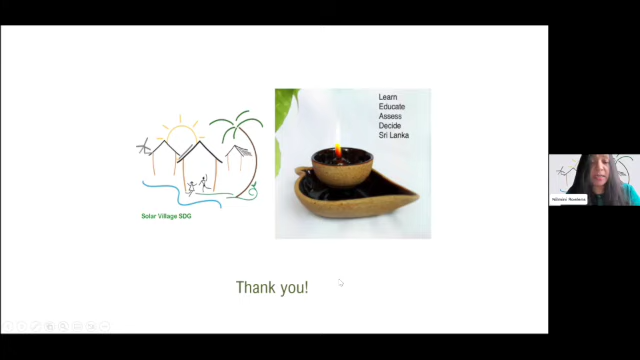 Learn
Educate
Assess
Decide
Sri Lanka
Solar Village SDG
Thank you!